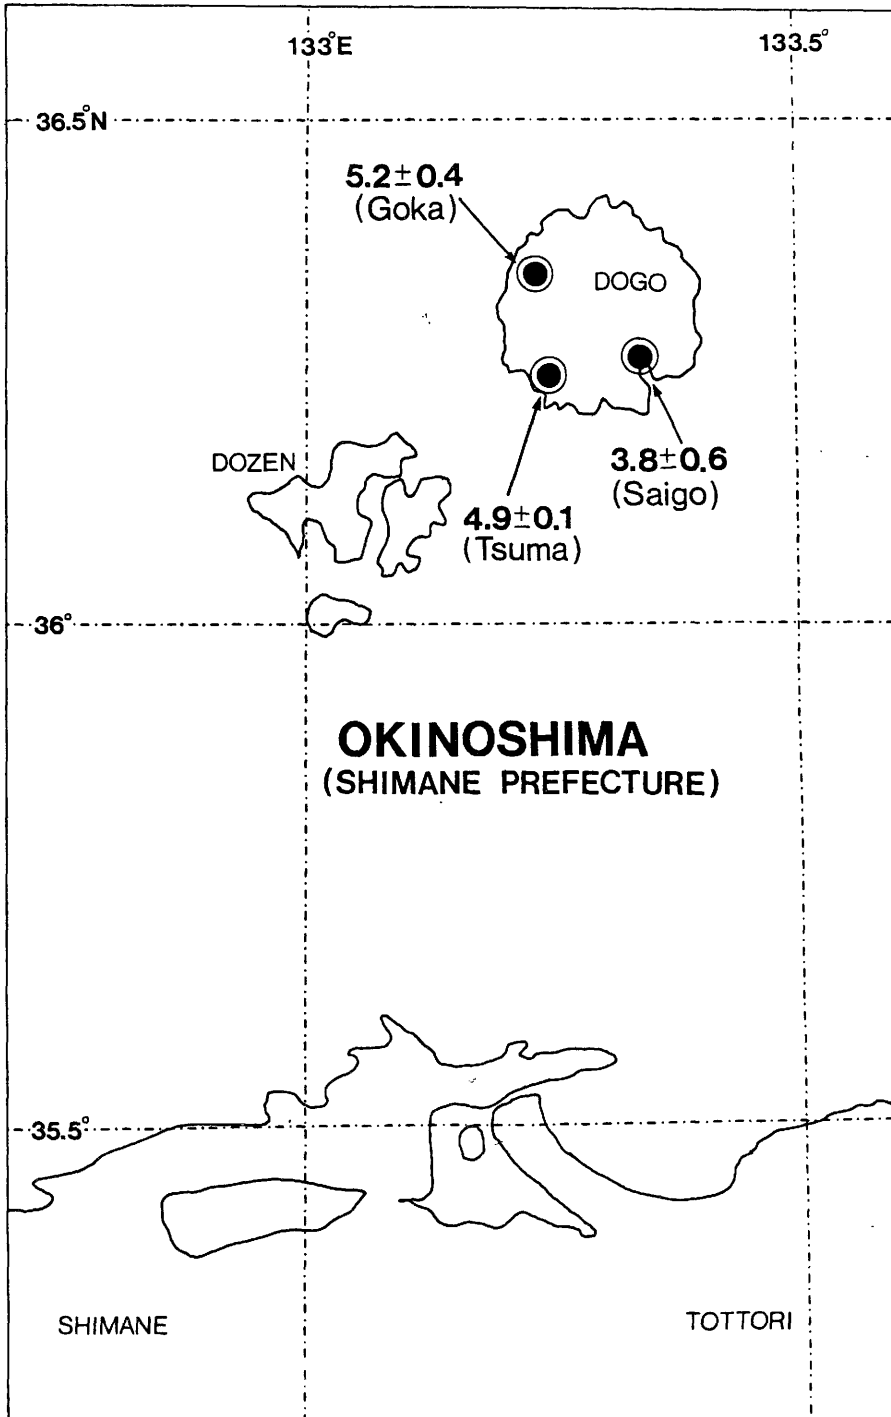 133°E
133.5°
36.5°N
5.2±0.4
(Goka)
DOGO
DOZEN
3.8±0.6
(Saigo)
4.9±0.1
(Tsuma)
36°
OKINOSHIMA
(SHIMANE PREFECTURE)
35.5°
SHIMANE
TOTTORI